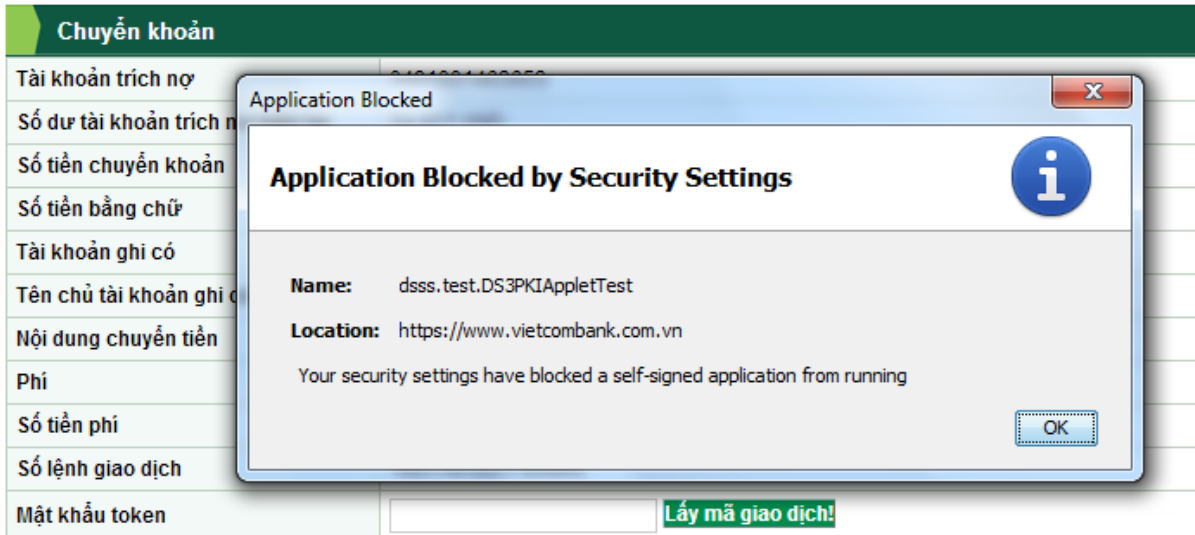 Chuyển khoản
Tài khoản trích nợ
Application Blocked
Số dư tài khoản trích n
Số tiền chuyển khoản
Application Blocked by Security Settings
Số tiền bằng chữ
Tài khoản ghi có
Name: dsss.test.DS3PKIAppletTest
Tên chủ tài khoản ghi
Nội dung chuyển tiền
Location: https://www.vietcombank.com.vn
Phí
Your security settings have blocked a self-signed application from running
Số tiền phí
OK
Số lệnh giao dịch
Mật khẩu token
Lấy mã giao dịch!